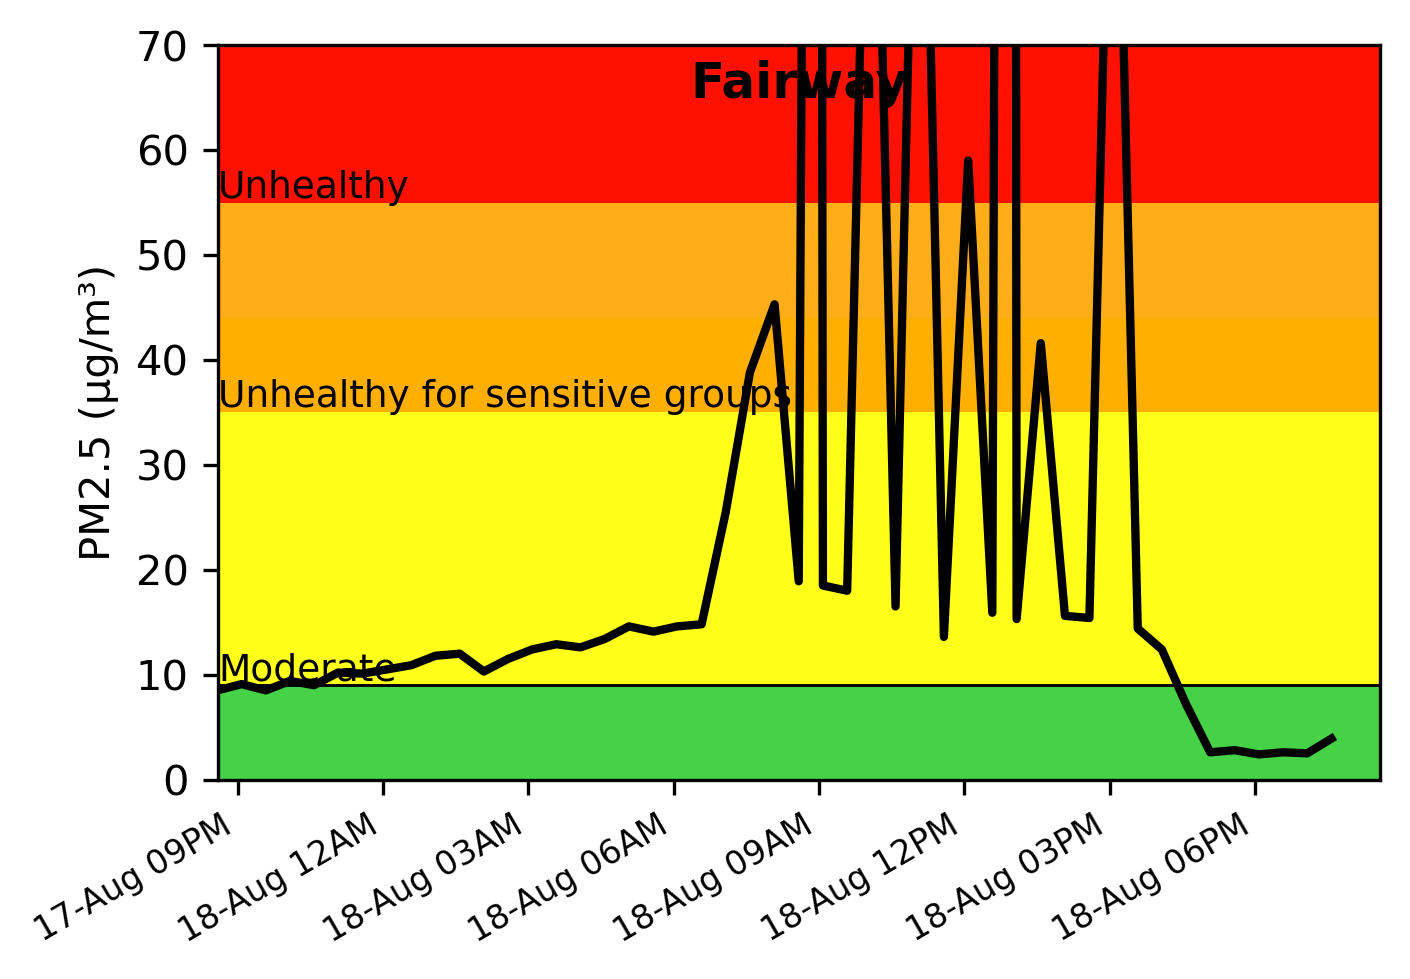 Fairway
PM2.5 (µg/m³)
70
60
50
40
30
20
10
0
Unhealthy
Unhealthy for sensitive groups
Moderate
17-Aug 09PM
18-Aug 12AM
18-Aug 03AM
18-Aug 06AM
18-Aug 09AM
18-Aug 12PM
18-Aug 03PM
18-Aug 06PM